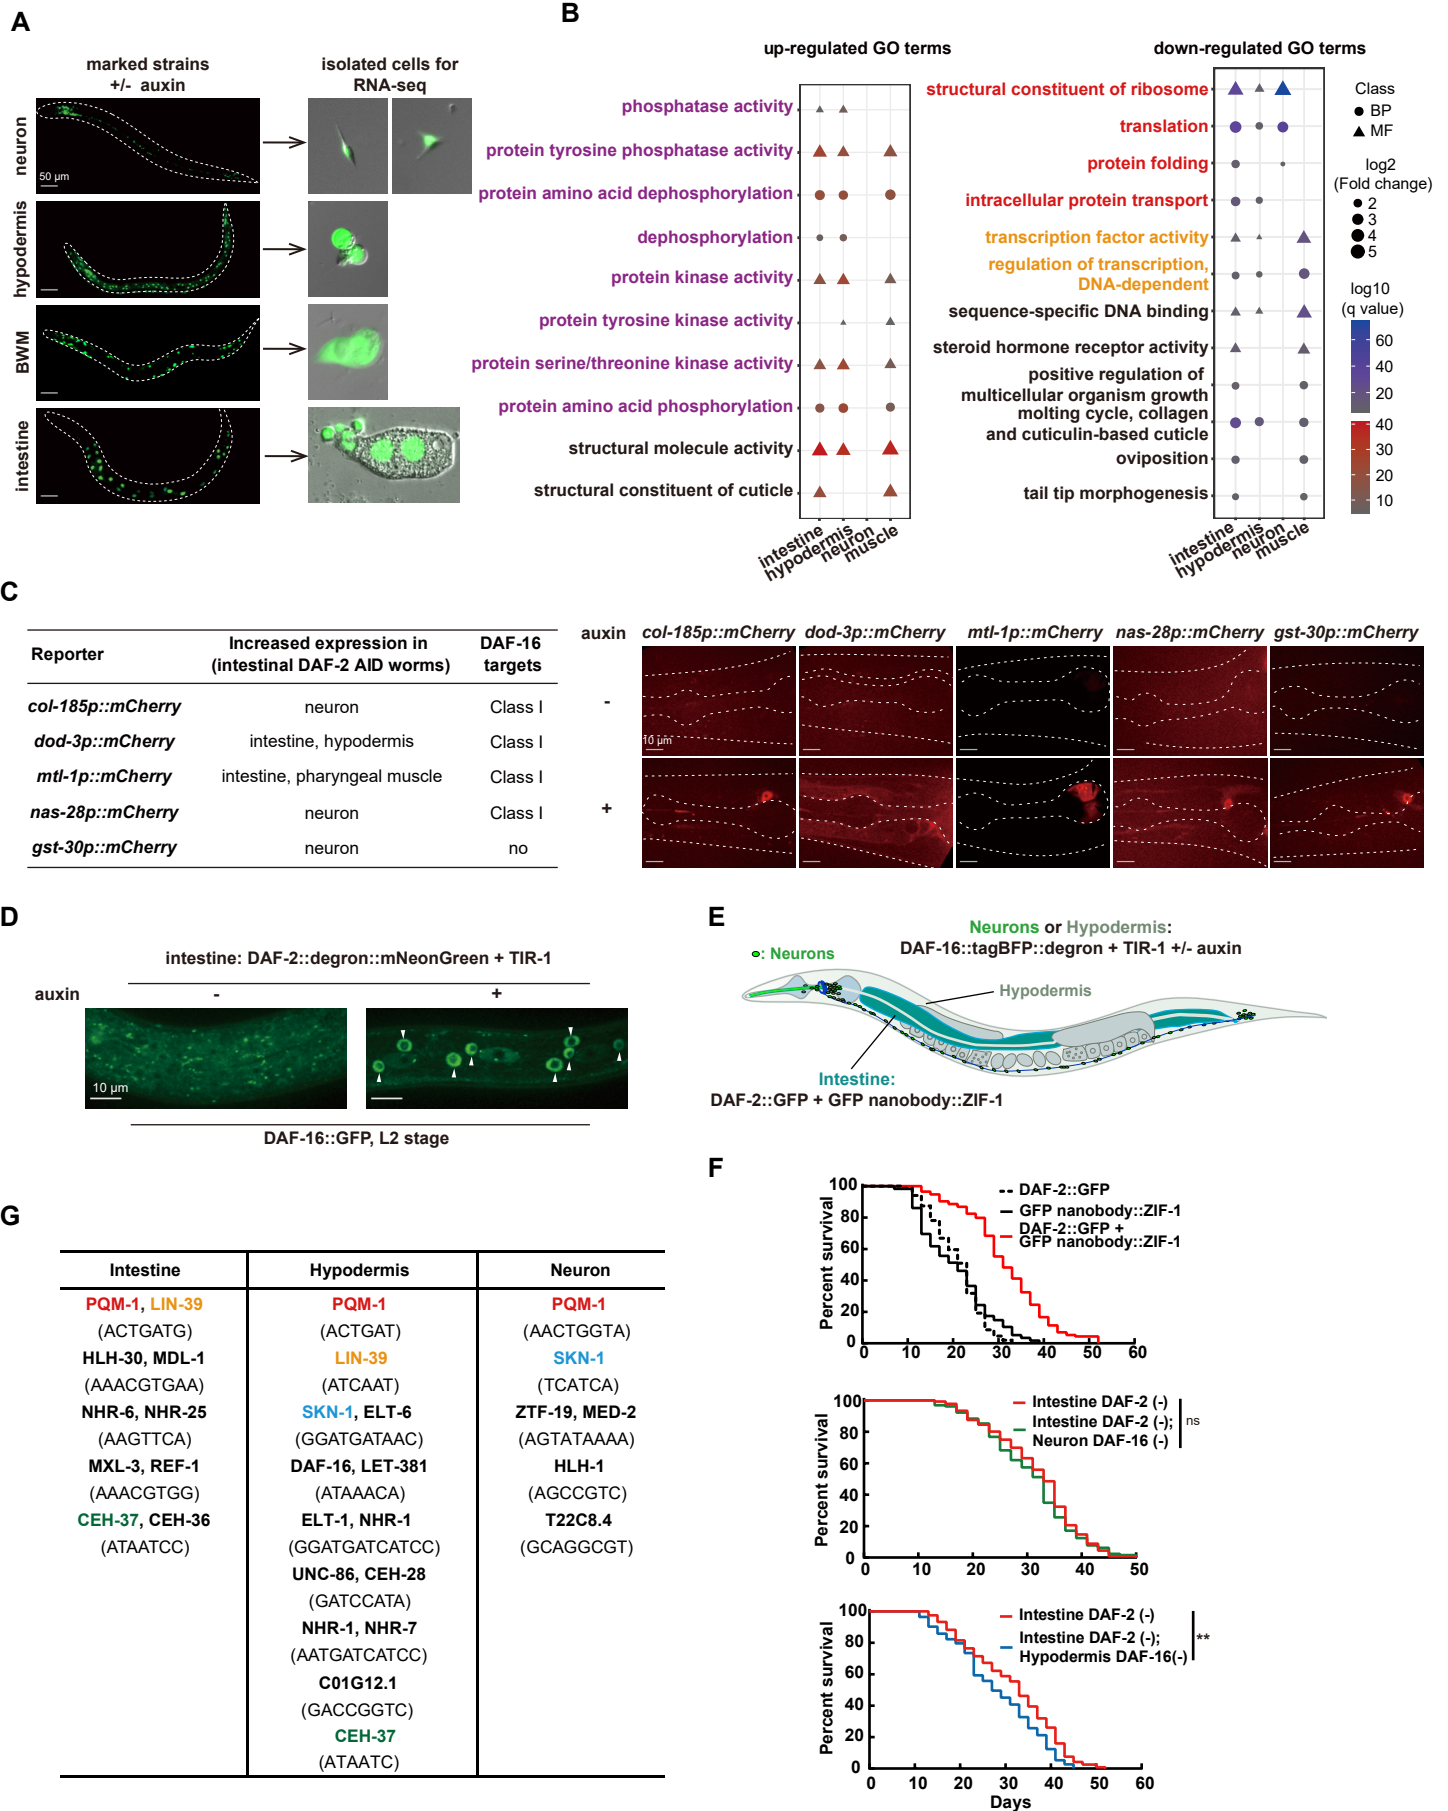 A
marked strains
+/- auxin
isolated cells for
RNA-seq
neuron
50 µm
hypodermis
BWM
intestine
B
up-regulated GO terms
phosphatase activity
protein tyrosine phosphatase activity
protein amino acid dephosphorylation
dephosphorylation
protein kinase activity
protein tyrosine kinase activity
protein serine/threonine kinase activity
protein amino acid phosphorylation
structural molecule activity
structural constituent of cuticle
intestine
hypodermis
neuron
muscle
down-regulated GO terms
structural constituent of ribosome
translation
protein folding
intracellular protein transport
transcription factor activity
regulation of transcription,
DNA-dependent
sequence-specific DNA binding
steroid hormone receptor activity
positive regulation of
multicellular organism growth
molting cycle, collagen
and cuticulin-based cuticle
oviposition
tail tip morphogenesis
intestine
hypodermis
neuron
muscle
Class
BP
MF
log2
(Fold change)
2
3
4
5
log10
(q value)
60
40
20
40
30
20
10
C
Reporter
Increased expression in
(intestinal DAF-2 AID worms)
DAF-16
targets
col-185p::mCherry neuron Class I
dod-3p::mCherry intestine, hypodermis Class I
mtl-1p::mCherry intestine, pharyngeal muscle Class I
nas-28p::mCherry neuron Class I
gst-30p::mCherry neuron no
auxin
col-185p::mCherry dod-3p::mCherry mtl-1p::mCherry nas-28p::mCherry gst-30p::mCherry
-
10 µm
+
D
intestine: DAF-2::degron::mNeonGreen + TIR-1
auxin - +
10 µm
DAF-16::GFP, L2 stage
E
Neurons or Hypodermis:
DAF-16::tagBFP::degron + TIR-1 +/- auxin
: Neurons
Hypodermis
Intestine:
DAF-2::GFP + GFP nanobody::ZIF-1
F
Percent survival
100
80
60
40
20
0
0 10 20 30 40 50 60
DAF-2::GFP
GFP nanobody::ZIF-1
DAF-2::GFP +
GFP nanobody::ZIF-1
Percent survival
100
80
60
40
20
0
0 10 20 30 40 50
Intestine DAF-2 (-)
Intestine DAF-2 (-);
Neuron DAF-16 (-)
ns
Percent survival
100
80
60
40
20
0
0 10 20 30 40 50 60
Days
Intestine DAF-2 (-)
Intestine DAF-2 (-);
Hypodermis DAF-16(-)
**
G
Intestine
PQM-1, LIN-39
(ACTGATG)
HLH-30, MDL-1
(AAACGTGAA)
NHR-6, NHR-25
(AAGTTCA)
MXL-3, REF-1
(AAACGTGG)
CEH-37, CEH-36
(ATAATCC)
Hypodermis
PQM-1
(ACTGAT)
LIN-39
(ATCAAT)
SKN-1, ELT-6
(GGATGATAAC)
DAF-16, LET-381
(ATAAACA)
ELT-1, NHR-1
(GGATGATCATCC)
UNC-86, CEH-28
(GATCCATA)
NHR-1, NHR-7
(AATGATCATCC)
C01G12.1
(GACCGGTC)
CEH-37
(ATAATC)
Neuron
PQM-1
(AACTGGTA)
SKN-1
(TCATCA)
ZTF-19, MED-2
(AGTATAAAA)
HLH-1
(AGCCGTC)
T22C8.4
(GCAGGCGT)